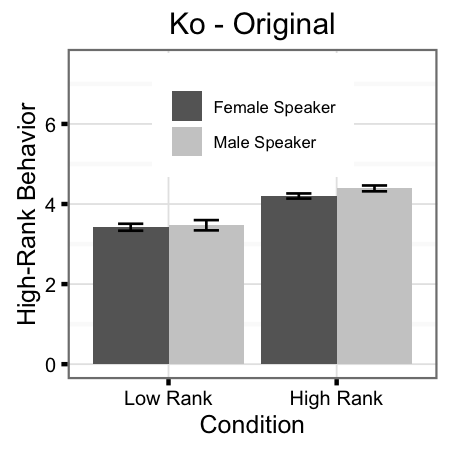 Ko - Original
High-Rank Behavior
6
4
2
0
Female Speaker
Male Speaker
Low Rank
High Rank
Condition